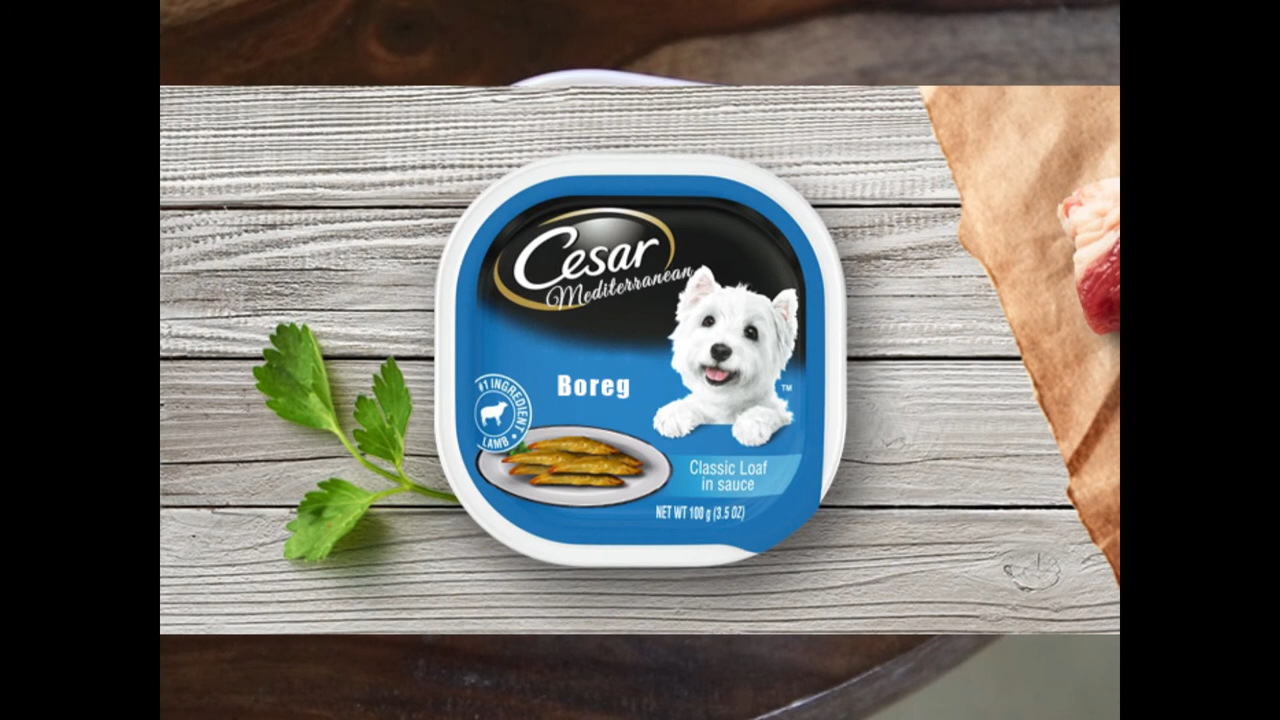 Cesar
Mediterranean
Boreg
#1 INGREDIENT
LAMB
TM
Classic Loaf
in sauce
NET WT 100 g (3.5 OZ)